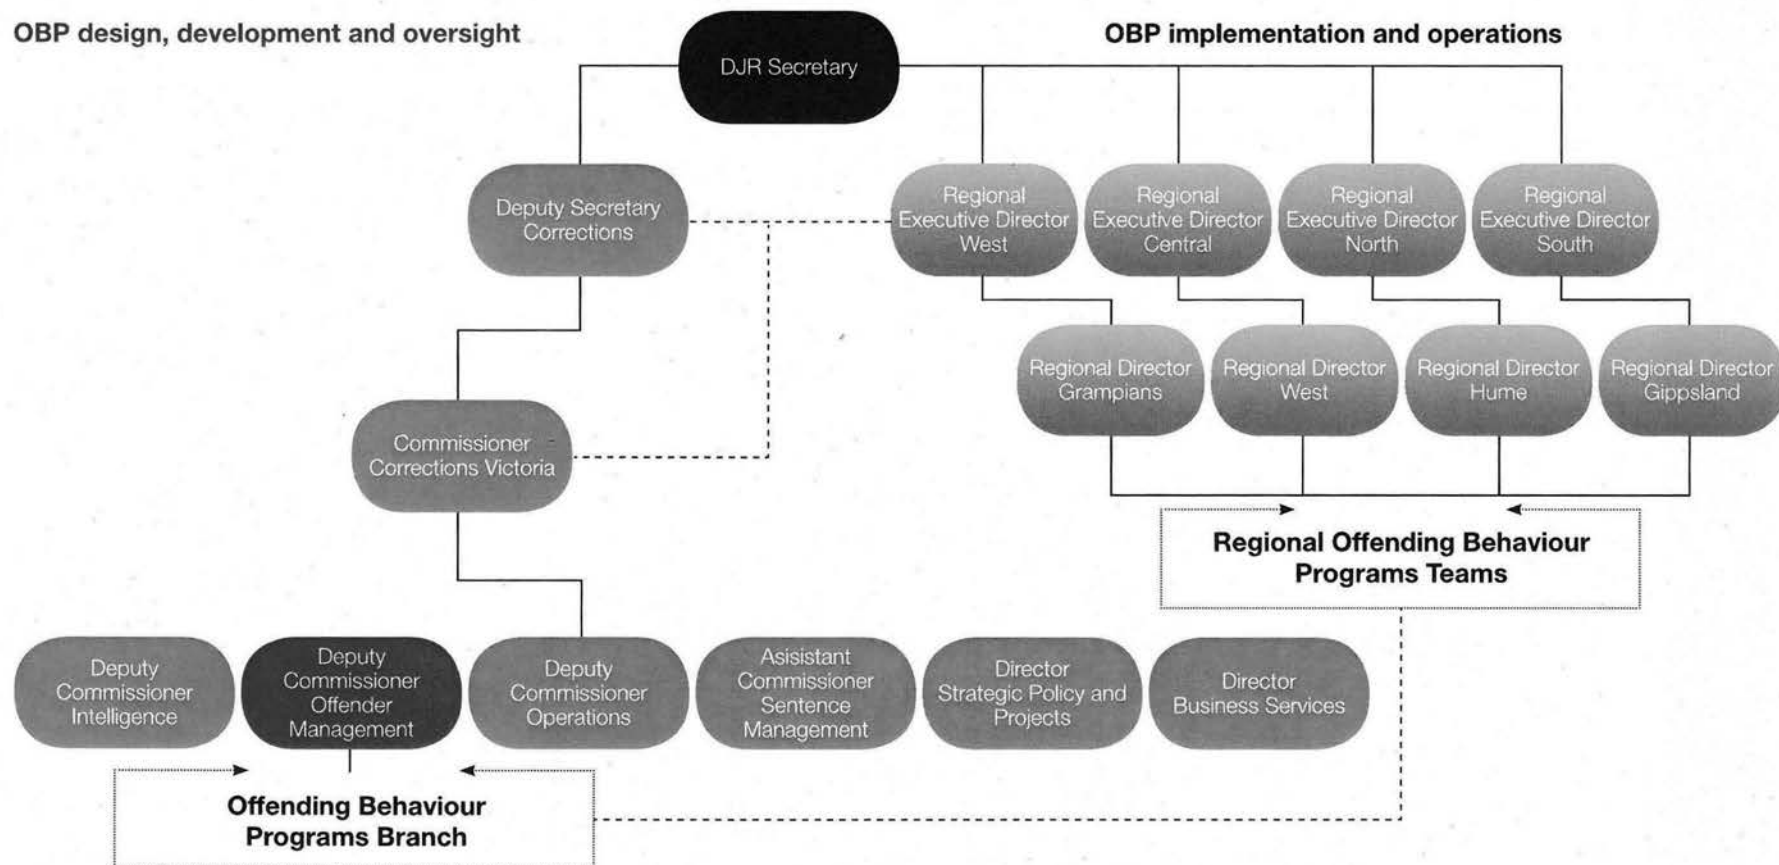 OBP design, development and oversight
OBP implementation and operations
DJR Secretary
Deputy Secretary
Corrections
Regional
Executive Director
West
Regional
Executive Director
Central
Regional
Executive Director
North
Regional
Executive Director
South
Regional Director
Grampians
Regional Director
West
Regional Director
Hume
Regional Director
Gippsland
Commissioner
Corrections Victoria
Regional Offending Behaviour
Programs Teams
Deputy
Commissioner
Intelligence
Deputy
Commissioner
Offender
Management
Deputy
Commissioner
Operations
Asisistant
Commissioner
Sentence
Management
Director
Strategic Policy and
Projects
Director
Business Services
Offending Behaviour
Programs Branch